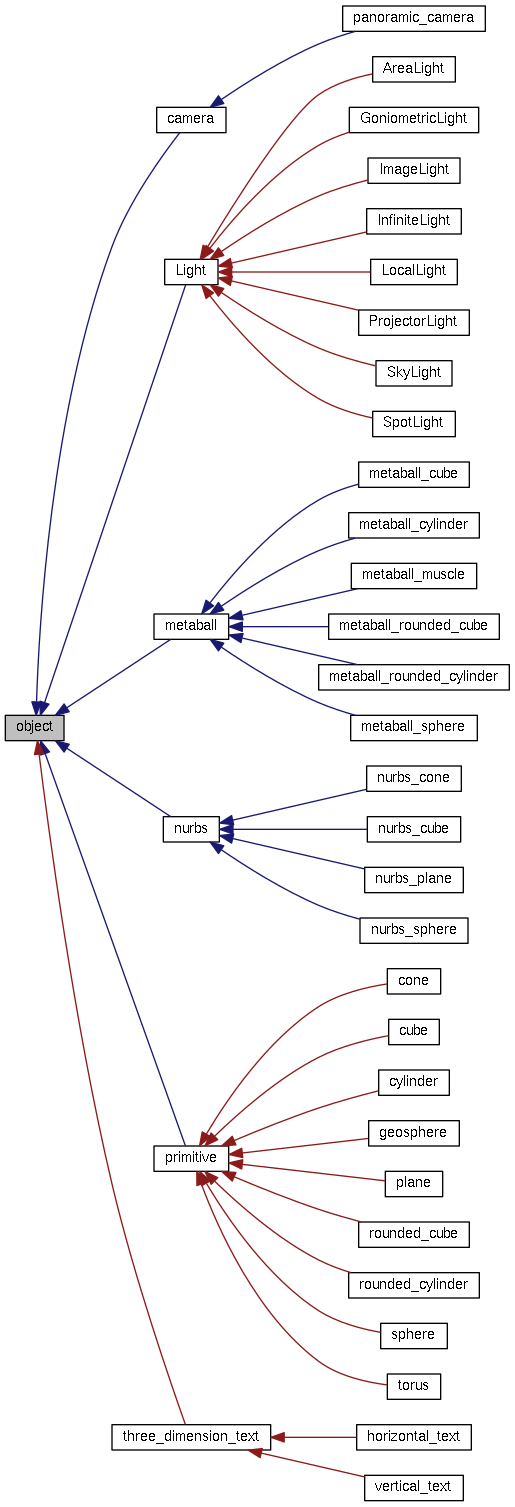 panoramic_camera
AreaLight
camera
GoniometricLight
ImageLight
InfiniteLight
Light
LocalLight
ProjectorLight
SkyLight
SpotLight
metaball_cube
metaball_cylinder
metaball_muscle
metaball
metaball_rounded_cube
metaball_rounded_cylinder
object
metaball_sphere
nurbs_cone
nurbs
nurbs_cube
nurbs_plane
nurbs_sphere
cone
cube
cylinder
geosphere
primitive
plane
rounded_cube
rounded_cylinder
sphere
torus
three_dimension_text
horizontal_text
vertical_text